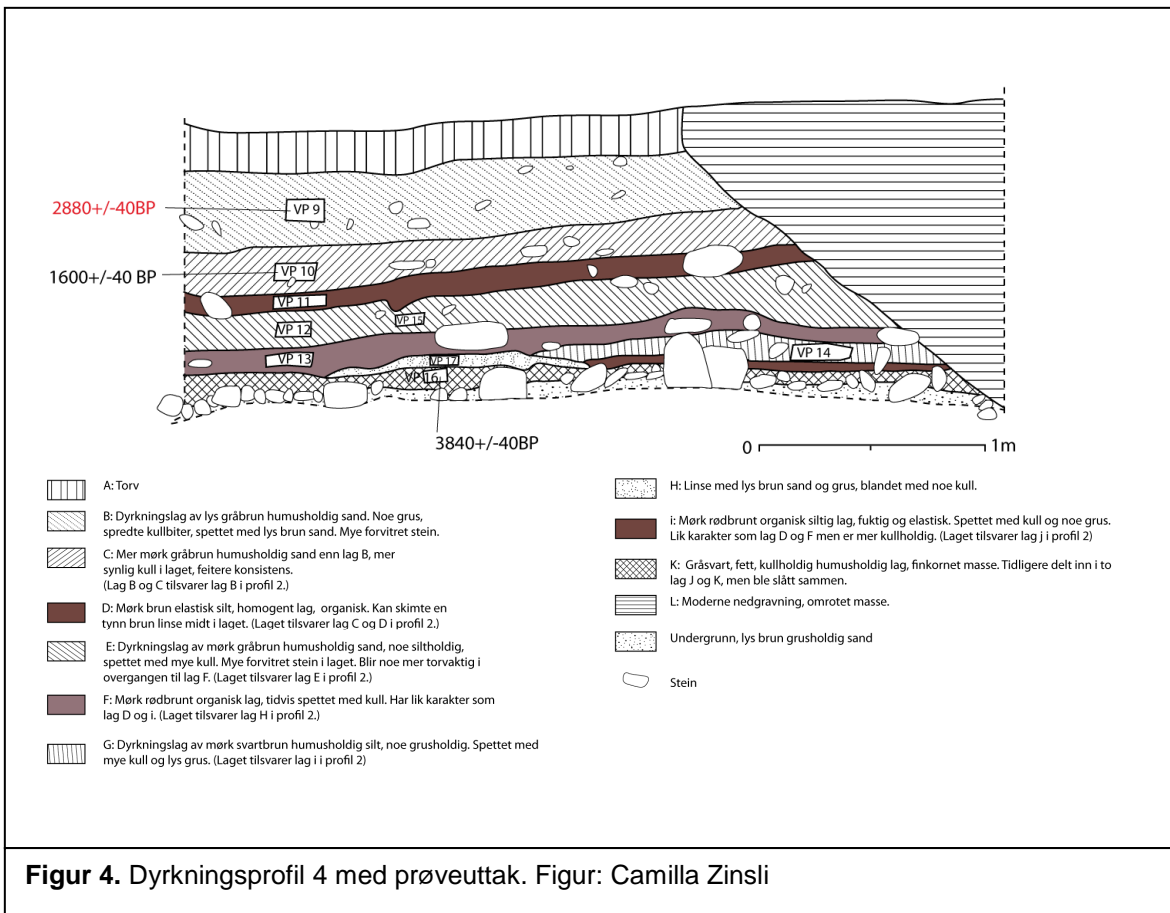 2880+/-40BP
VP 9
1600+/-40 BP
VP 10
VP 11
VP 12
VP 15
VP 13
VP 17
VP 14
VP 16
3840+/-40BP
0
1m
A: Torv
B: Dyrkningslag av lys gråbrun humusholdig sand. Noe grus,
spredte kullbiter, spettet med lys brun sand. Mye forvitret stein.
C: Mer mørk gråbrun humusholdig sand enn lag B, mer
synlig kull i laget, feitere konsistens.
(Lag B og C tilsvarer lag B i profil 2.)
D: Mørk brun elastisk silt, homogent lag, organisk. Kan skimte en
tynn brun linse midt i laget. (Laget tilsvarer lag C og D i profil 2.)
E: Dyrkningslag av mørk gråbrun humusholdig sand, noe siltholdig,
spettet med mye kull. Mye forvitret stein i laget. Blir noe mer torvaktig i
overgangen til lag F. (Laget tilsvarer lag E i profil 2.)
F: Mørk rødbrunt organisk lag, tidvis spettet med kull. Har lik karakter som
lag D og i. (Laget tilsvarer lag H i profil 2.)
G: Dyrkningslag av mørk svartbrun humusholdig silt, noe grusholdig. Spettet med
mye kull og lys grus. (Laget tilsvarer lag i i profil 2)
H: Linse med lys brun sand og grus, blandet med noe kull.
i: Mørk rødbrunt organisk siltig lag, fuktig og elastisk. Spettet med kull og noe grus.
Lik karakter som lag D og F men er mer kullholdig. (Laget tilsvarer lag j i profil 2)
K: Gråsvart, fett, kullholdig humusholdig lag, finkornet masse. Tidligere delt inn i to
lag J og K, men ble slått sammen.
L: Moderne nedgravning, omrotet masse.
Undergrunn, lys brun grusholdig sand
Stein
Figur 4. Dyrkningsprofil 4 med prøveuttak. Figur: Camilla Zinsli